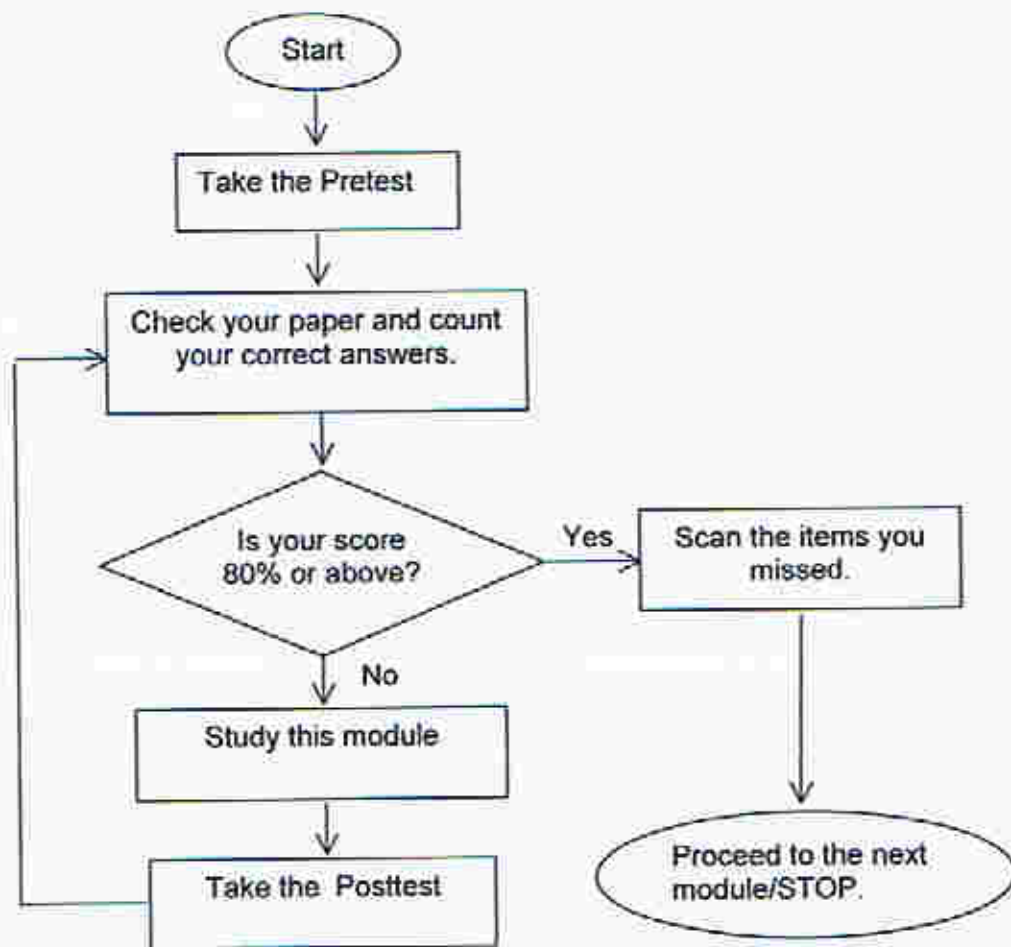 Start
Take the Pretest
Check your paper and count
your correct answers.
Is your score
80% or above?
Yes
Scan the items you
missed.
No
Study this module
Take the Posttest
Proceed to the next
module/STOP.